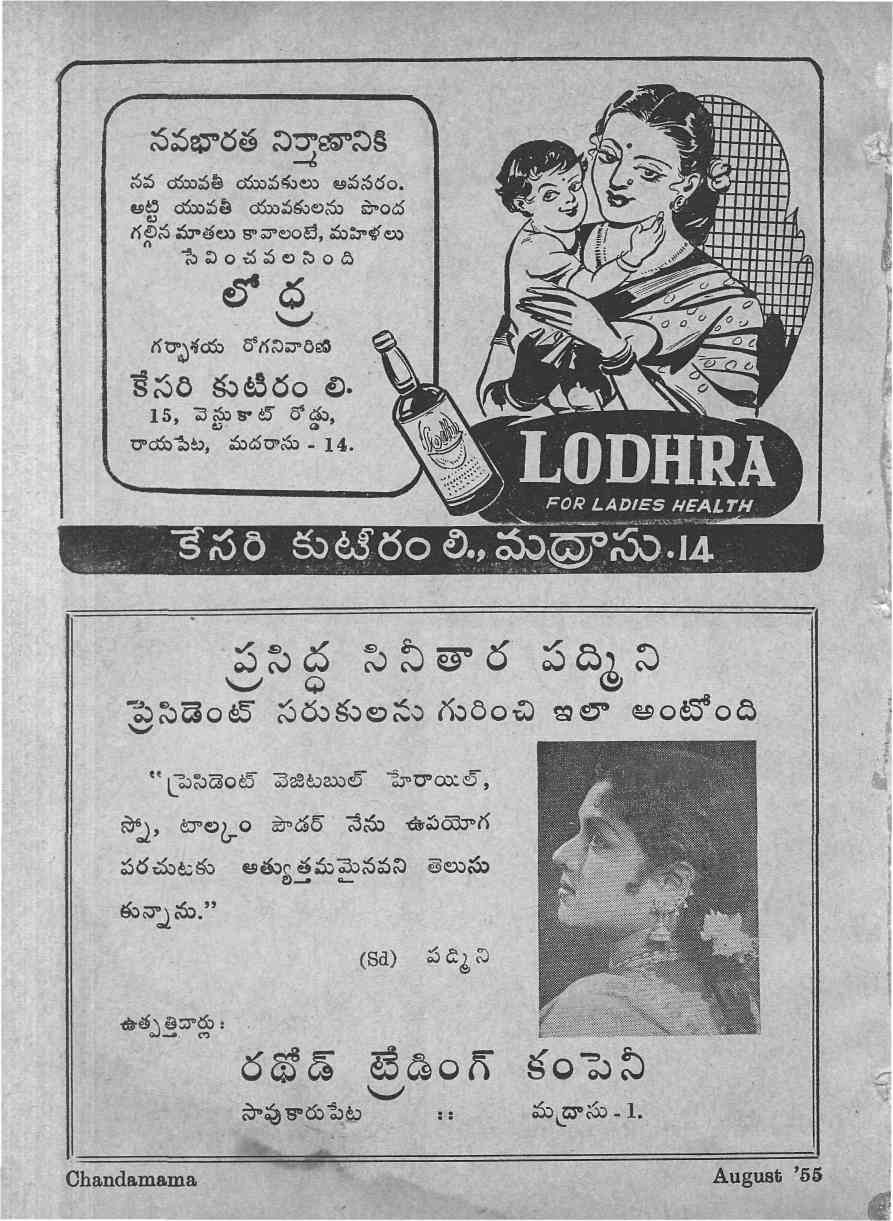 నవభారత నిర్మాణానికి
నవ యువతీ యువకులు అవసరం.
అట్టి యువతీ యువకులను పొంద
గల్గిన మాతలు కావాలంటే, మహిళలు
సేవించవలసింది
లోధ్ర
గర్భాశయ రోగనివారిణి
కేసరి కుటీరం లి.
15, వెస్టుకాట్ రోడ్డు,
రాయపేట, మదరాసు - 14.
Lodhra
LODHRA
FOR LADIES HEALTH
కేసరి కుటీరం లి., మద్రాసు.14
ప్రసిద్ధ సినీతార పద్మిని
ప్రెసిడెంట్ సరుకులను గురించి ఇలా అంటోంది
“ప్రెసిడెంట్ వెజిటబుల్ హేరాయిల్,
స్నో, టాల్కం పౌడర్ నేను ఉపయోగ
పరచుటకు అత్యుత్తమమైనవని తెలుసు
కున్నాను.”
(Sd) పద్మిని
ఉత్పత్తిదార్లు :
రథోడ్ ట్రేడింగ్ కంపెనీ
సావుకారుపేట :: మద్రాసు - 1.
Chandamama August '55